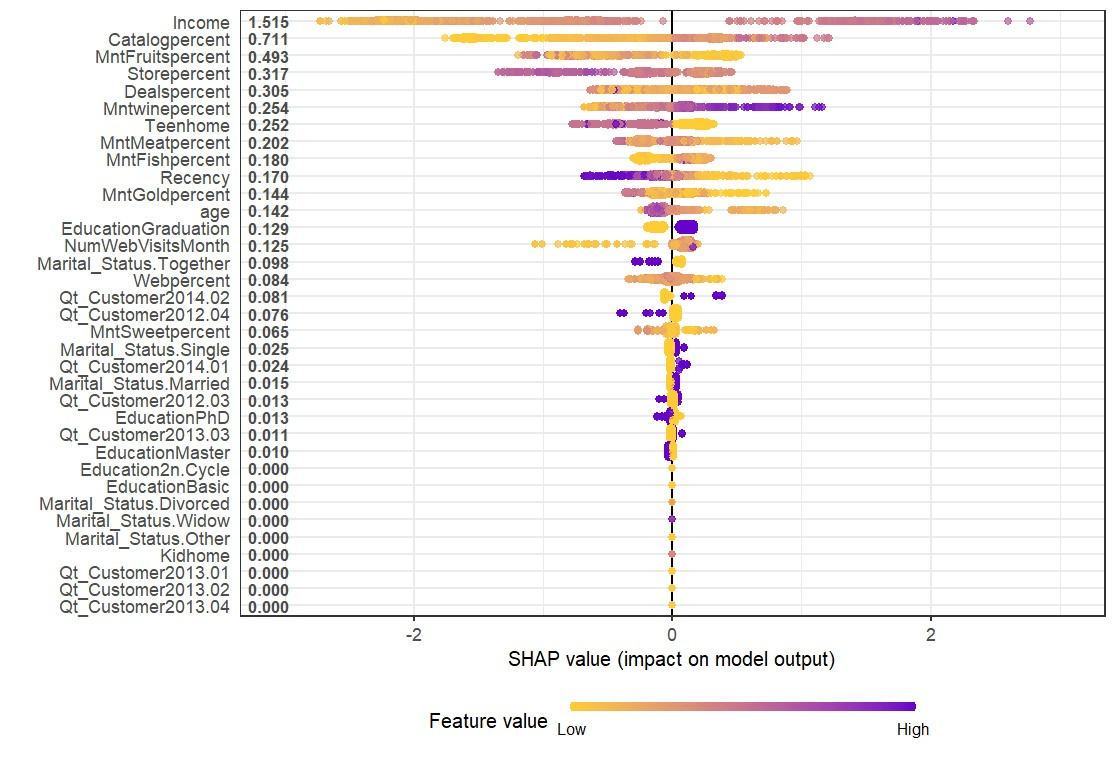 Income 1.515
Catalogpercent 0.711
MntFruitspercent 0.493
Storepercent 0.317
Dealspercent 0.305
Mntwinepercent 0.254
Teenhome 0.252
MntMeatpercent 0.202
MntFishpercent 0.180
Recency 0.170
MntGoldpercent 0.144
age 0.142
EducationGraduation 0.129
NumWebVisitsMonth 0.125
Marital_Status.Together 0.098
Webpercent 0.084
Qt_Customer2014.02 0.081
Qt_Customer2012.04 0.076
MntSweetpercent 0.065
Marital_Status.Single 0.025
Qt_Customer2014.01 0.024
Marital_Status.Married 0.015
Qt_Customer2012.03 0.013
EducationPhD 0.013
Qt_Customer2013.03 0.011
EducationMaster 0.010
Education2n.Cycle 0.000
EducationBasic 0.000
Marital_Status.Divorced 0.000
Marital_Status.Widow 0.000
Marital_Status.Other 0.000
Kidhome 0.000
Qt_Customer2013.01 0.000
Qt_Customer2013.02 0.000
Qt_Customer2013.04 0.000
-2 0 2
SHAP value (impact on model output)
Feature value
Low High